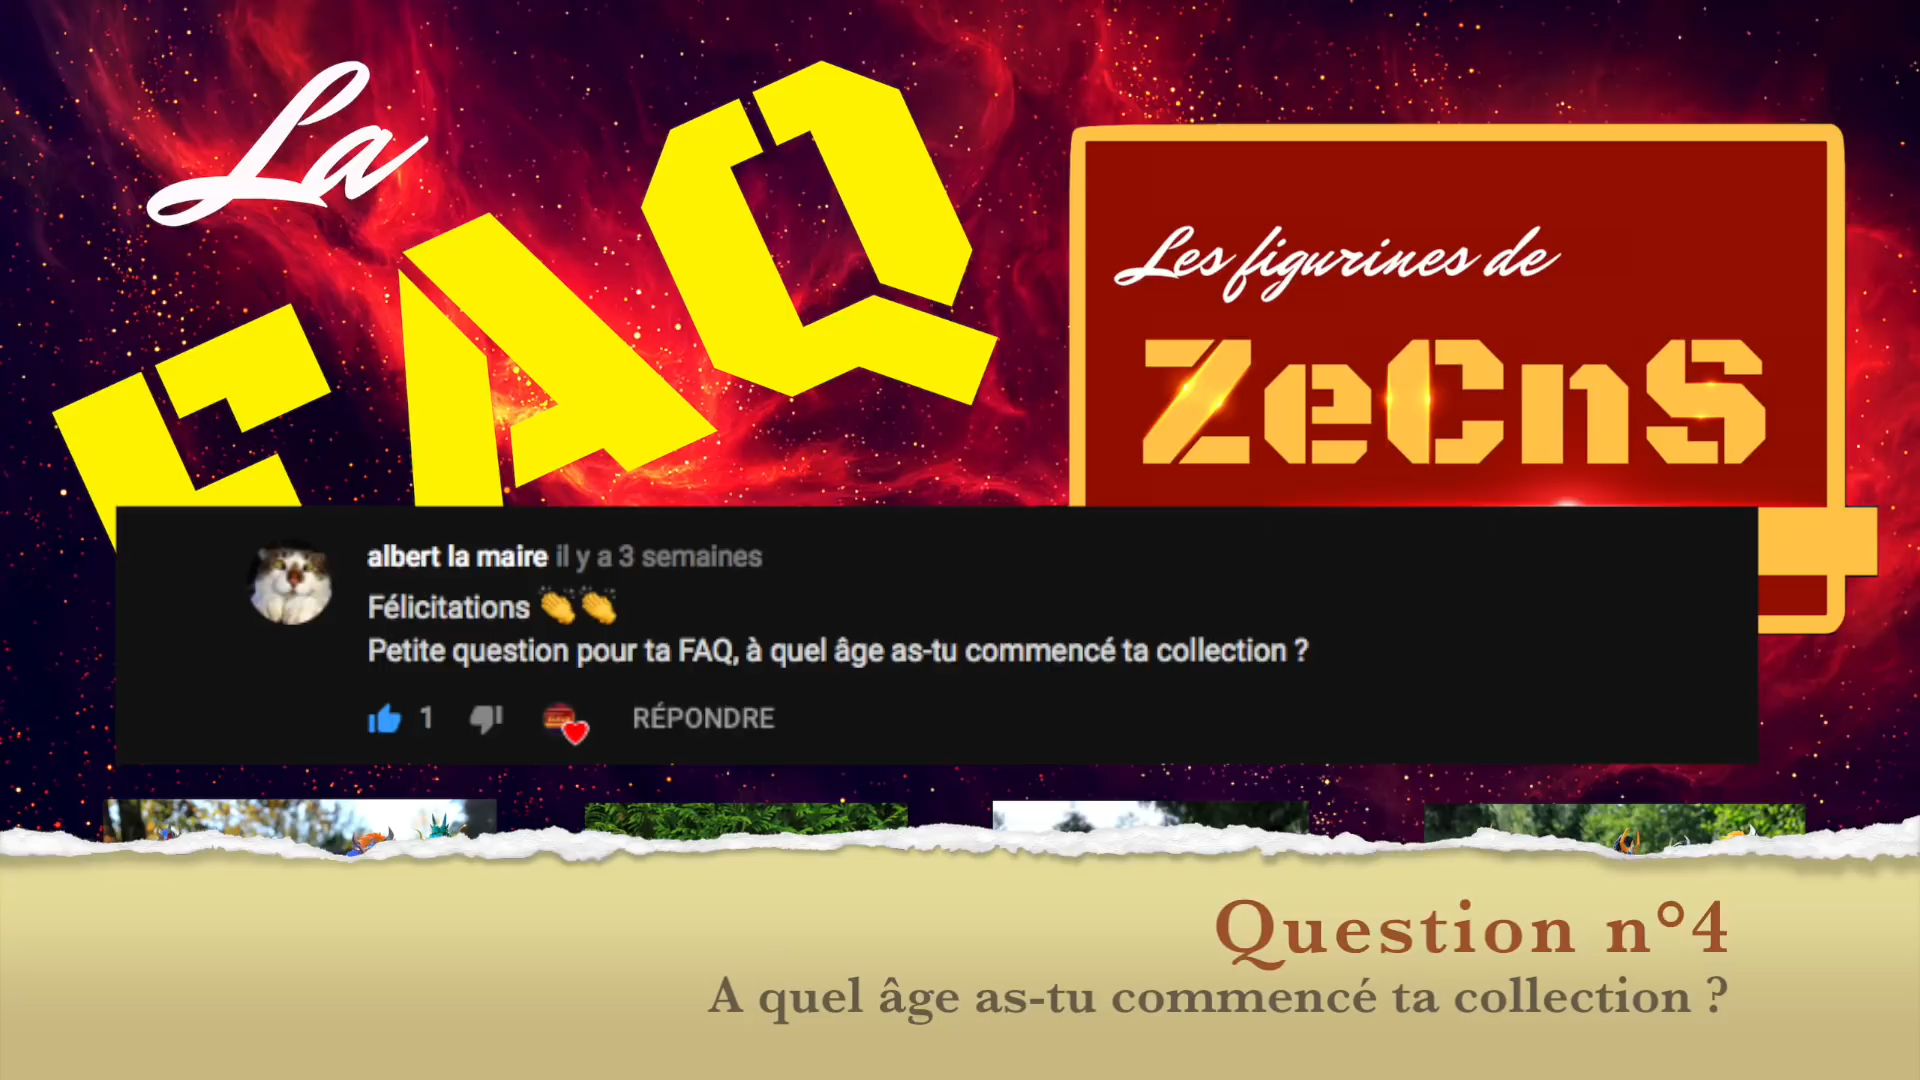 La
FAQ
Les figurines de
ZeCnS
albert la maire il y a 3 semaines
Félicitations 👏👏
Petite question pour ta FAQ, à quel âge as-tu commencé ta collection ?
1
RÉPONDRE
Question n°4
A quel âge as-tu commencé ta collection ?